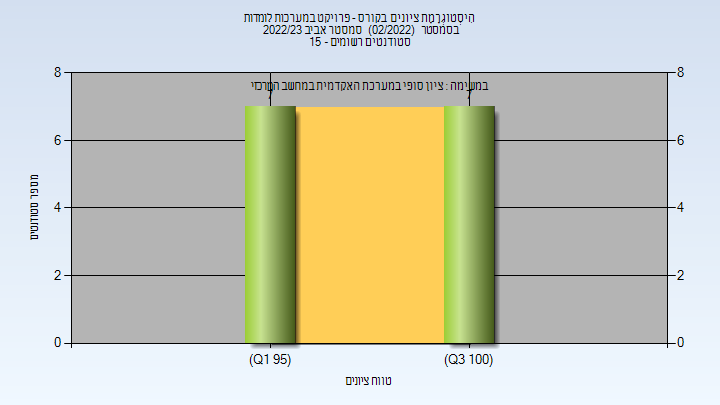 היסטוגרמת ציונים בקורס - פרויקט במערכות לומדות
בסמסטר (02/2022) סמסטר אביב 2022/23
סטודנטים רשומים - 15
במשימה : ציון סופי במערכת האקדמית במחשב המרכזי
7 7
8 8
6 6
4 4
2 2
0 0
מספר סטודנטים
(Q1 95) (Q3 100)
טווח ציונים